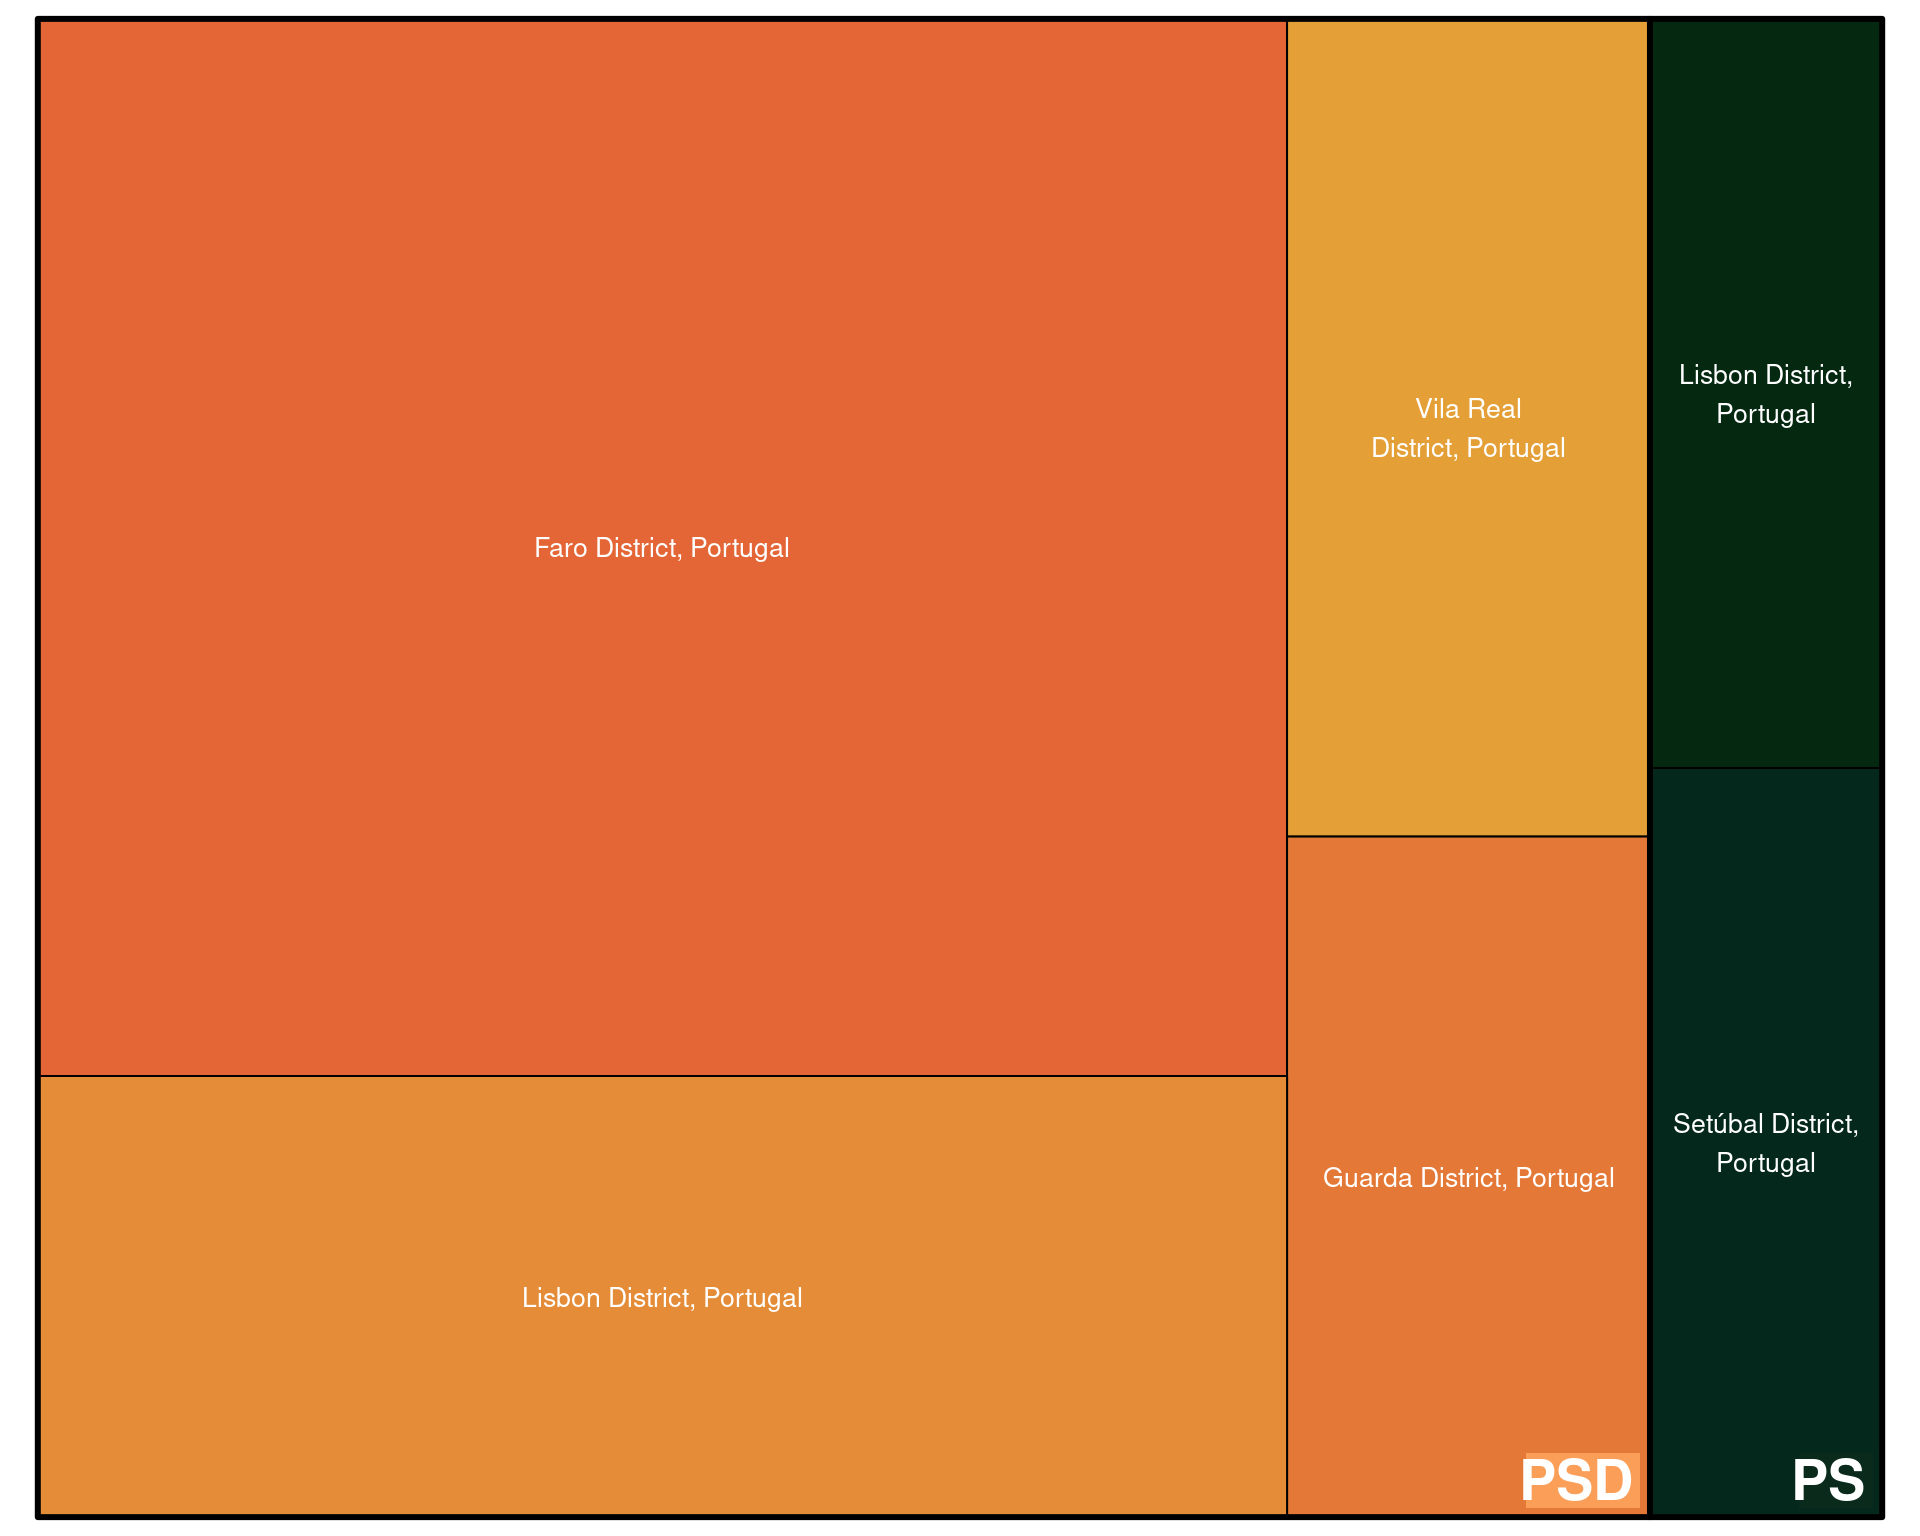 Faro District, Portugal
Lisbon District, Portugal
Vila Real
District, Portugal
Guarda District, Portugal
PSD
Lisbon District,
Portugal
Setúbal District,
Portugal
PS